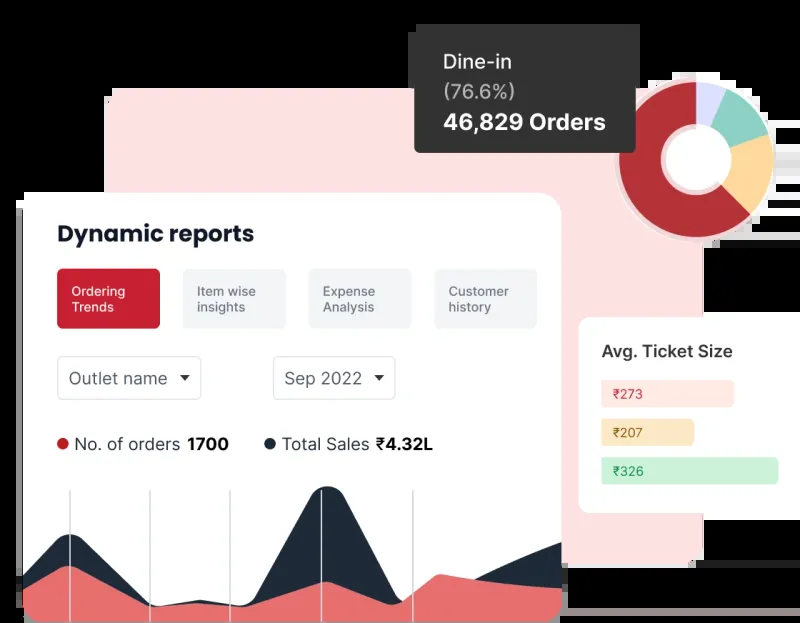 Dine-in
(76.6%)
46,829 Orders
Dynamic reports
Ordering
Trends
Item wise
insights
Expense
Analysis
Customer
history
Outlet name
Sep 2022
No. of orders 1700
Total Sales ₹4.32L
Avg. Ticket Size
₹273
₹207
₹326